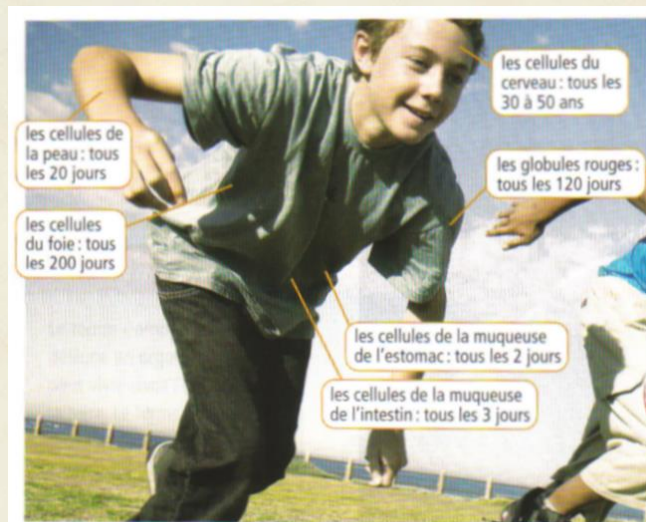 les cellules du
cerveau : tous les
30 à 50 ans
les cellules de
la peau : tous
les 20 jours
les globules rouges :
tous les 120 jours
les cellules
du foie : tous
les 200 jours
les cellules de la muqueuse
de l'estomac : tous les 2 jours
les cellules de la muqueuse
de l'intestin : tous les 3 jours